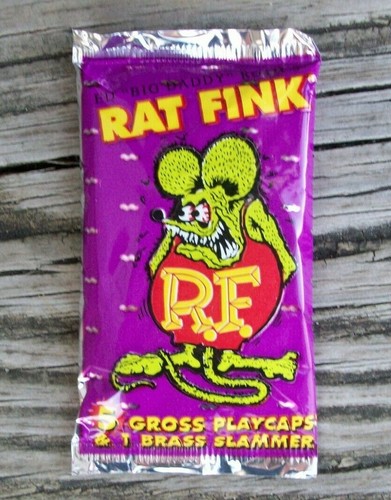 ED "BIG DADDY" ROTH
RAT FINK
R.F.
5 GROSS PLAYCAPS
& 1 BRASS SLAMMER